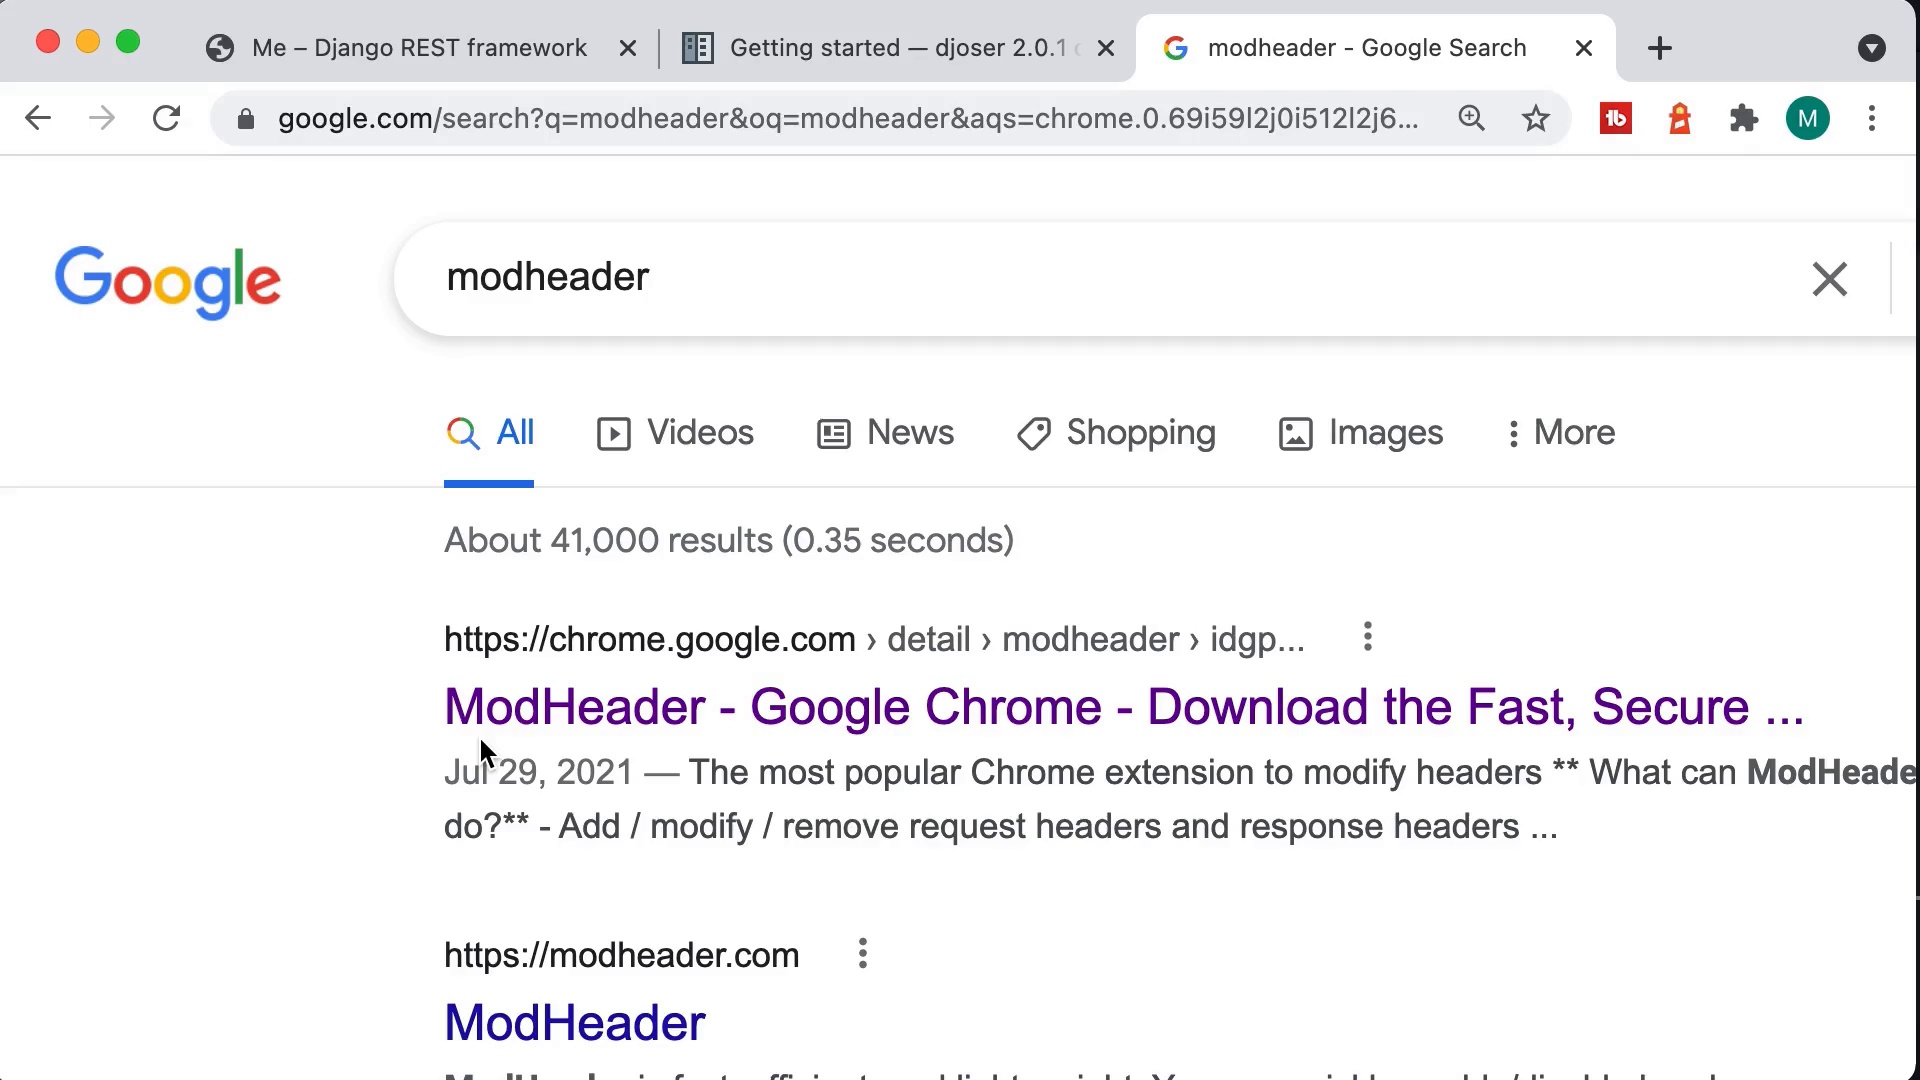 Me – Django REST framework
Getting started — djoser 2.0.1
modheader - Google Search
google.com/search?q=modheader&oq=modheader&aqs=chrome.0.69i59l2j0i512l2j6...
M
Google
modheader
All
Videos
News
Shopping
Images
More
About 41,000 results (0.35 seconds)
https://chrome.google.com › detail › modheader › idgp...
ModHeader - Google Chrome - Download the Fast, Secure ...
Jul 29, 2021 — The most popular Chrome extension to modify headers ** What can ModHeade
do?** - Add / modify / remove request headers and response headers ...
https://modheader.com
ModHeader